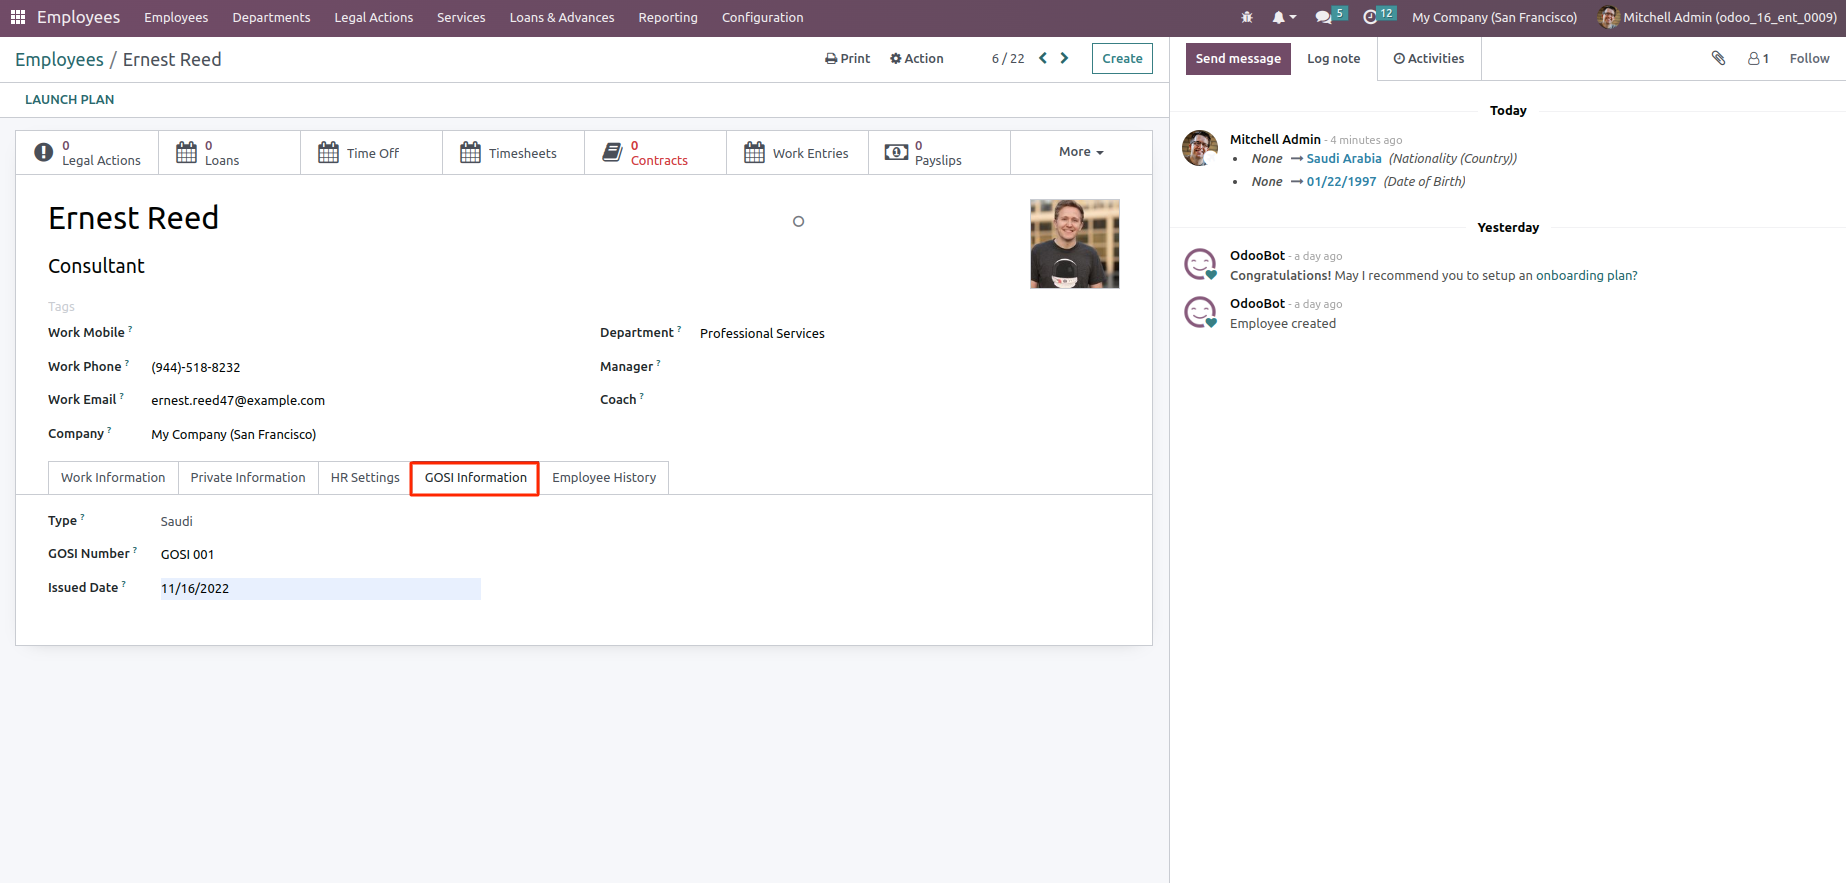 Employees Employees Departments Legal Actions Services Loans & Advances Reporting Configuration 5 12 My Company (San Francisco) Mitchell Admin (odoo_16_ent_0009)
Employees / Ernest Reed Print Action 6 / 22 Create
Send message Log note Activities 1 Follow
LAUNCH PLAN
0 Legal Actions
0 Loans
Time Off
Timesheets
0 Contracts
Work Entries
0 Payslips
More
Ernest Reed
Consultant
Tags
Work Mobile ?
Department ? Professional Services
Work Phone ? (944)-518-8232
Manager ?
Work Email ? ernest.reed47@example.com
Coach ?
Company ? My Company (San Francisco)
Work Information Private Information HR Settings GOSI Information Employee History
Type ? Saudi
GOSI Number ? GOSI 001
Issued Date ? 11/16/2022
Today
Mitchell Admin - 4 minutes ago
• None → Saudi Arabia (Nationality (Country))
• None → 01/22/1997 (Date of Birth)
Yesterday
OdooBot - a day ago
Congratulations! May I recommend you to setup an onboarding plan?
OdooBot - a day ago
Employee created